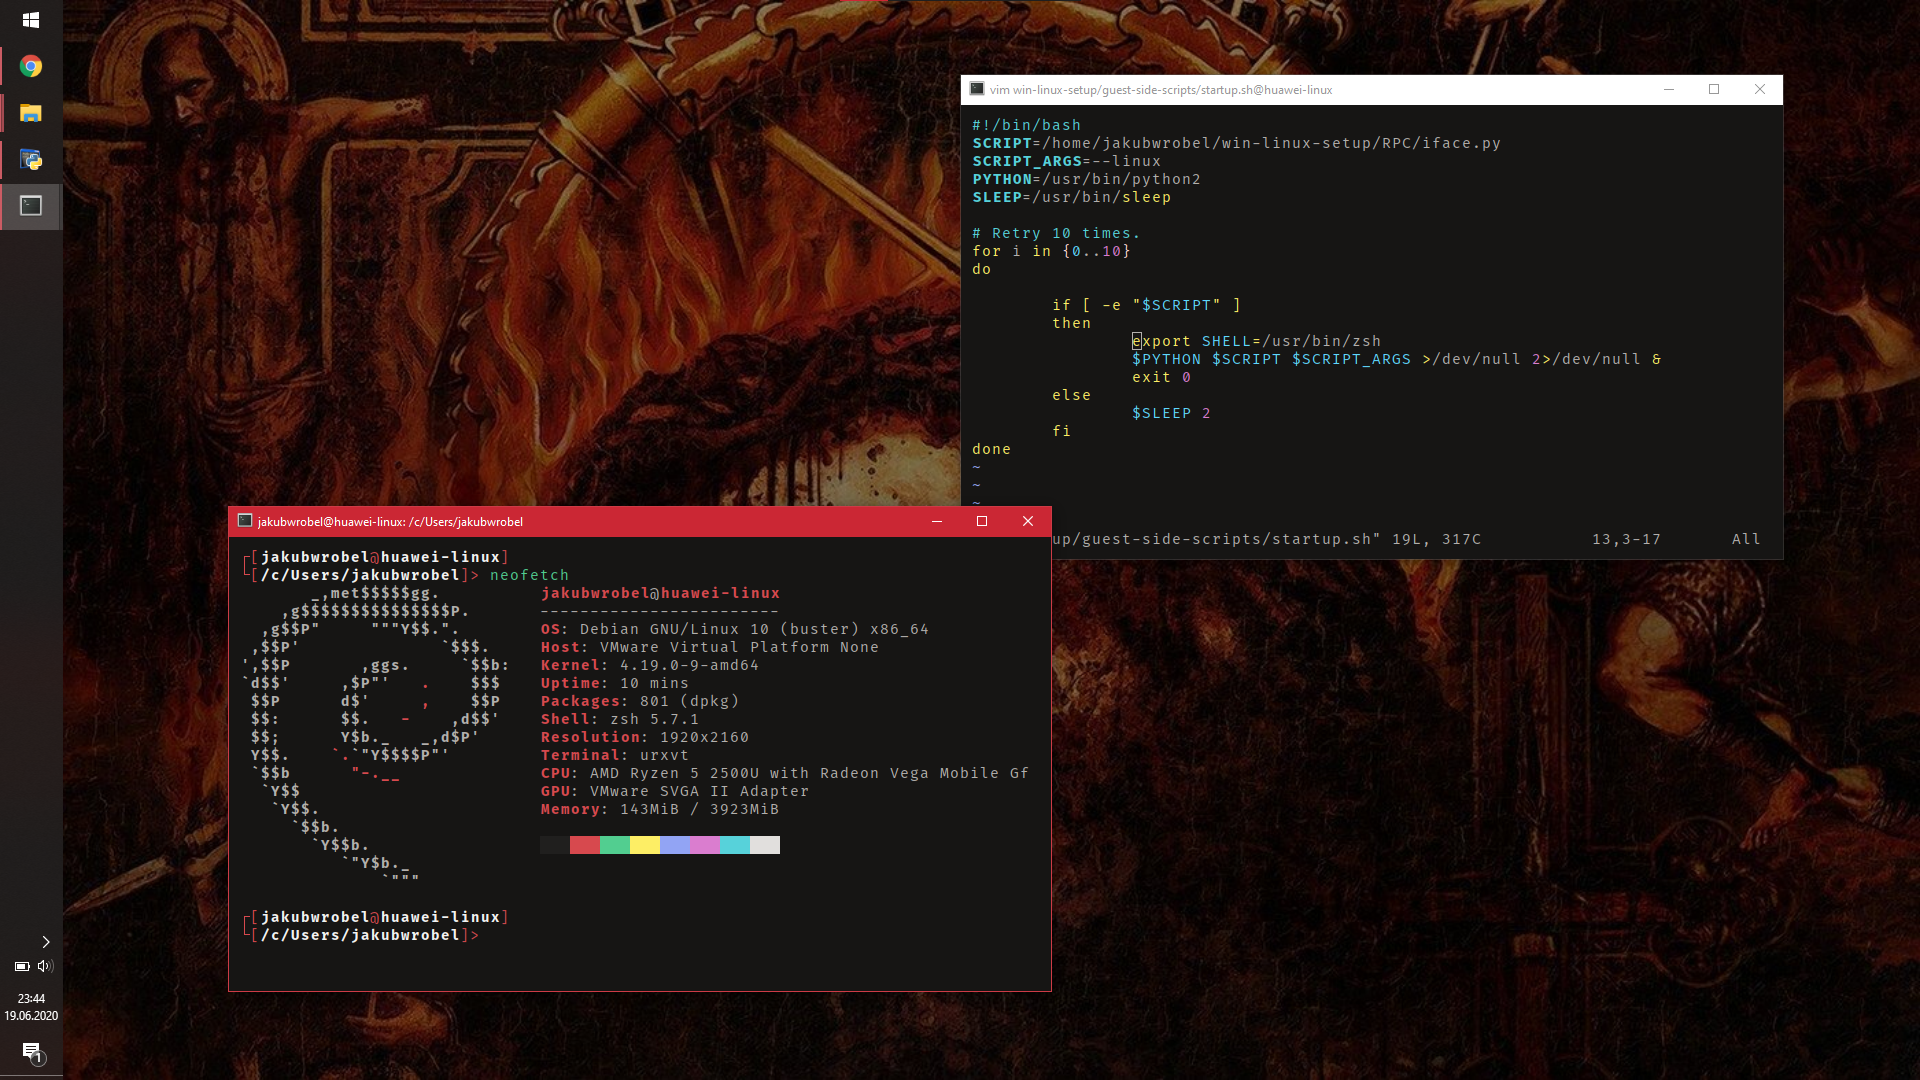 vim win-linux-setup/guest-side-scripts/startup.sh@huawei-linux
#!/bin/bash
SCRIPT=/home/jakubwrobel/win-linux-setup/RPC/iface.py
SCRIPT_ARGS=--linux
PYTHON=/usr/bin/python2
SLEEP=/usr/bin/sleep
# Retry 10 times.
for i in {0..10}
do
        if [ -e "$SCRIPT" ]
        then
                export SHELL=/usr/bin/zsh
                $PYTHON $SCRIPT $SCRIPT_ARGS >/dev/null 2>/dev/null &
                exit 0
        else
                $SLEEP 2
        fi
done
~
~
~
up/guest-side-scripts/startup.sh" 19L, 317C 13,3-17 All
jakubwrobel@huawei-linux: /c/Users/jakubwrobel
┌[jakubwrobel@huawei-linux]
└[/c/Users/jakubwrobel]> neofetch
       _,met$$$$$gg.          jakubwrobel@huawei-linux
    ,g$$$$$$$$$$$$$$$P.       ------------------------
  ,g$$P"     """Y$$.".        OS: Debian GNU/Linux 10 (buster) x86_64
 ,$$P'              `$$$.     Host: VMware Virtual Platform None
',$$P       ,ggs.     `$$b:   Kernel: 4.19.0-9-amd64
`d$$'     ,$P"'   .    $$$    Uptime: 10 mins
 $$P      d$'     ,    $$P    Packages: 801 (dpkg)
 $$:      $$.   -    ,d$$'    Shell: zsh 5.7.1
 $$;      Y$b._   _,d$P'      Resolution: 1920x2160
 Y$$.    `.`"Y$$$$P"'         Terminal: urxvt
 `$$b      "-.__              CPU: AMD Ryzen 5 2500U with Radeon Vega Mobile Gf
  `Y$$                        GPU: VMware SVGA II Adapter
   `Y$$.                      Memory: 143MiB / 3923MiB
     `$$b.
       `Y$$b.
          `"Y$b._
              `"""
┌[jakubwrobel@huawei-linux]
└[/c/Users/jakubwrobel]>
23:44
19.06.2020
1